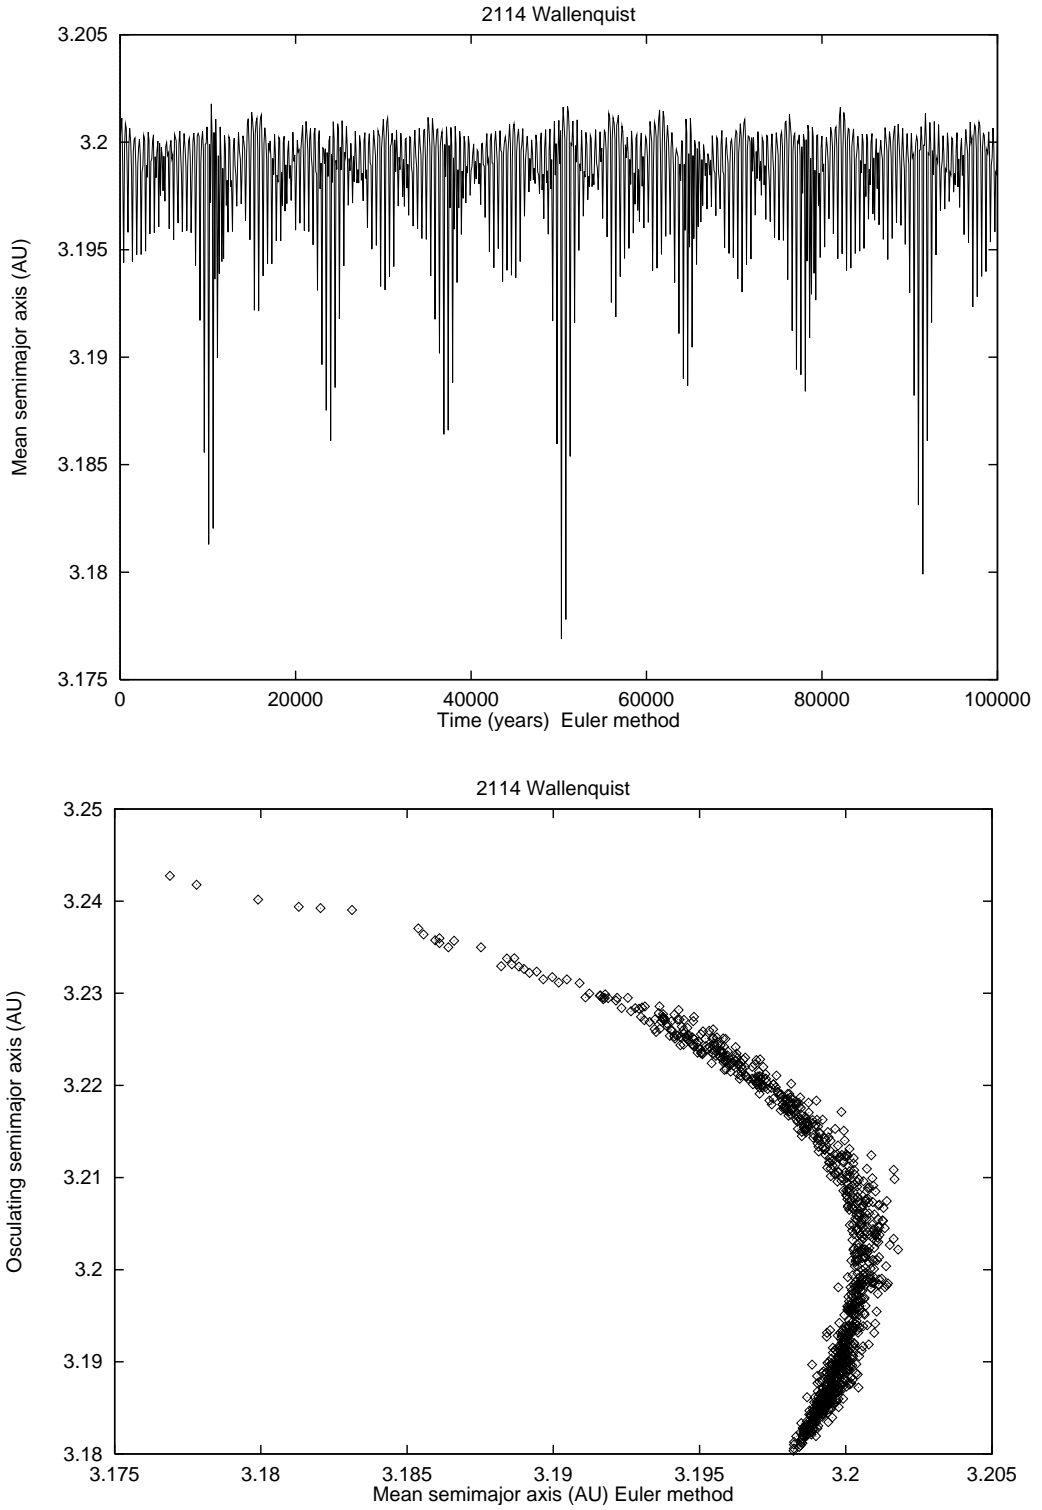 2114 Wallenquist
3.205
3.2
3.195
3.19
3.185
3.18
3.175
Mean semimajor axis (AU)
0 20000 40000 60000 80000 100000
Time (years) Euler method
2114 Wallenquist
3.25
3.24
3.23
3.22
3.21
3.2
3.19
3.18
Osculating semimajor axis (AU)
3.175 3.18 3.185 3.19 3.195 3.2 3.205
Mean semimajor axis (AU) Euler method